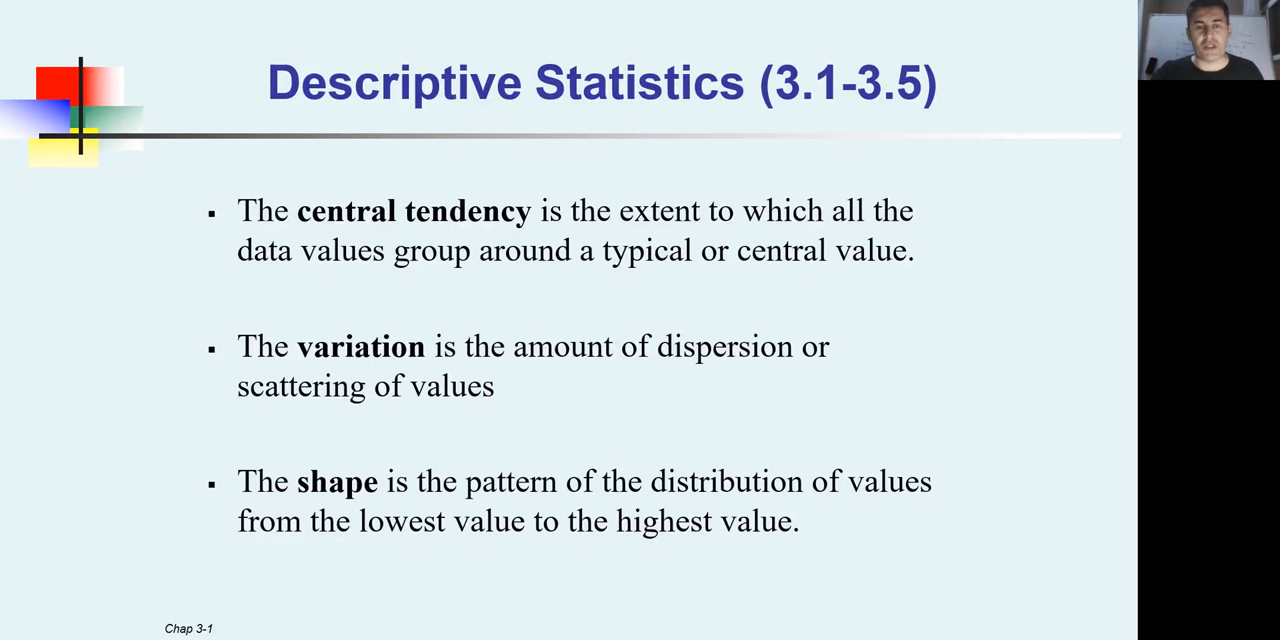 Descriptive Statistics (3.1-3.5)
▪ The central tendency is the extent to which all the
data values group around a typical or central value.
▪ The variation is the amount of dispersion or
scattering of values
▪ The shape is the pattern of the distribution of values
from the lowest value to the highest value.
Chap 3-1